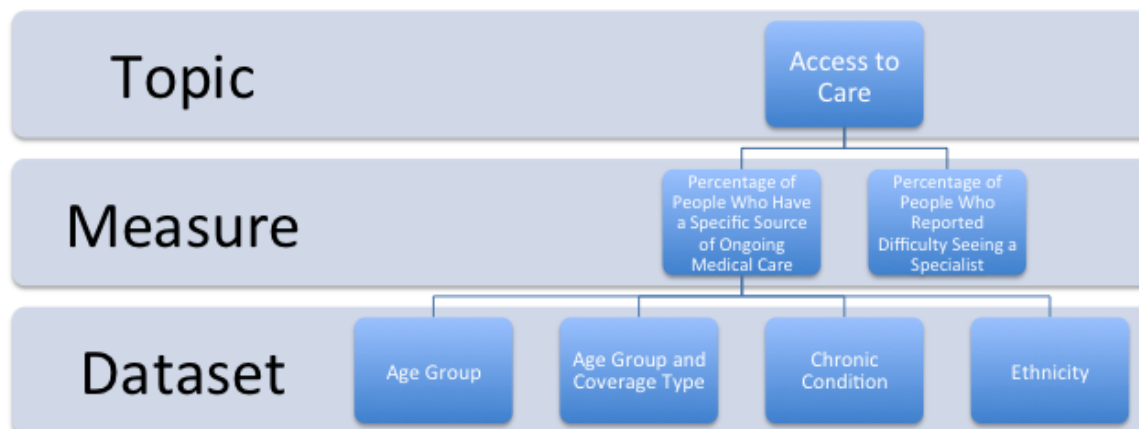 Topic
Access to
Care
Measure
Percentage of
People Who Have
a Specific Source
of Ongoing
Medical Care
Percentage of
People Who
Reported
Difficulty Seeing a
Specialist
Dataset
Age Group
Age Group and
Coverage Type
Chronic
Condition
Ethnicity